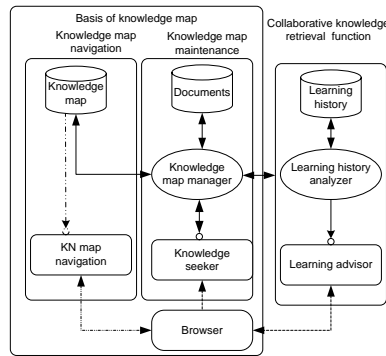 Basis of knowledge map
Knowledge map
navigation
Knowledge map
maintenance
Collaborative knowledge
retrieval function
Knowledge
map
Documents
Learning
history
Knowledge
map manager
Learning history
analyzer
KN map
navigation
Knowledge
seeker
Learning advisor
Browser